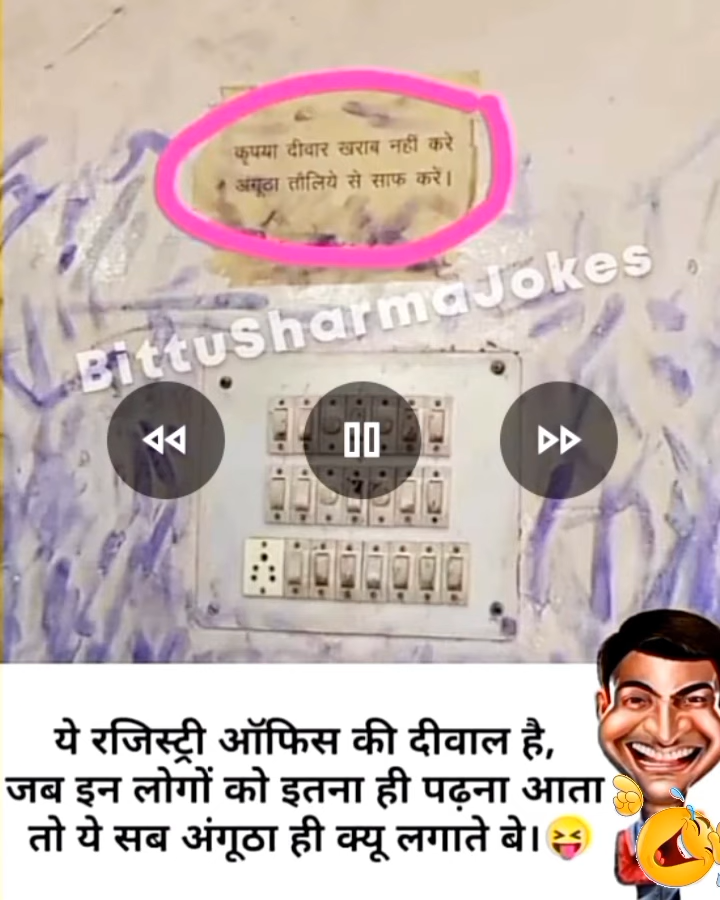 कृपया दीवार खराब नहीं करे
अंगूठा तौलिये से साफ करें।
BittuSharmaJokes
ये रजिस्ट्री ऑफिस की दीवाल है,
जब इन लोगों को इतना ही पढ़ना आता
तो ये सब अंगूठा ही क्यू लगाते बे।😝